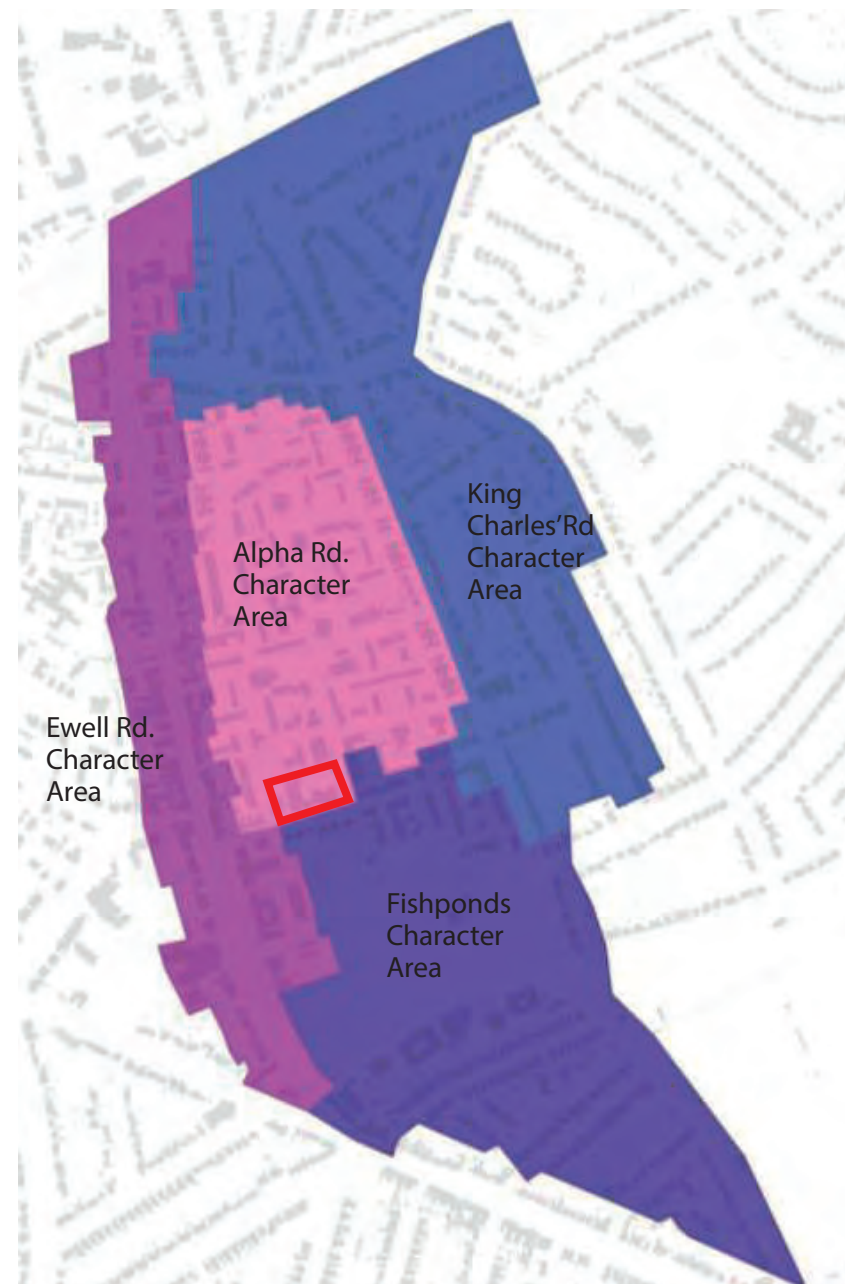 King
Charles’Rd
Character
Area
Alpha Rd.
Character
Area
Ewell Rd.
Character
Area
Fishponds
Character
Area